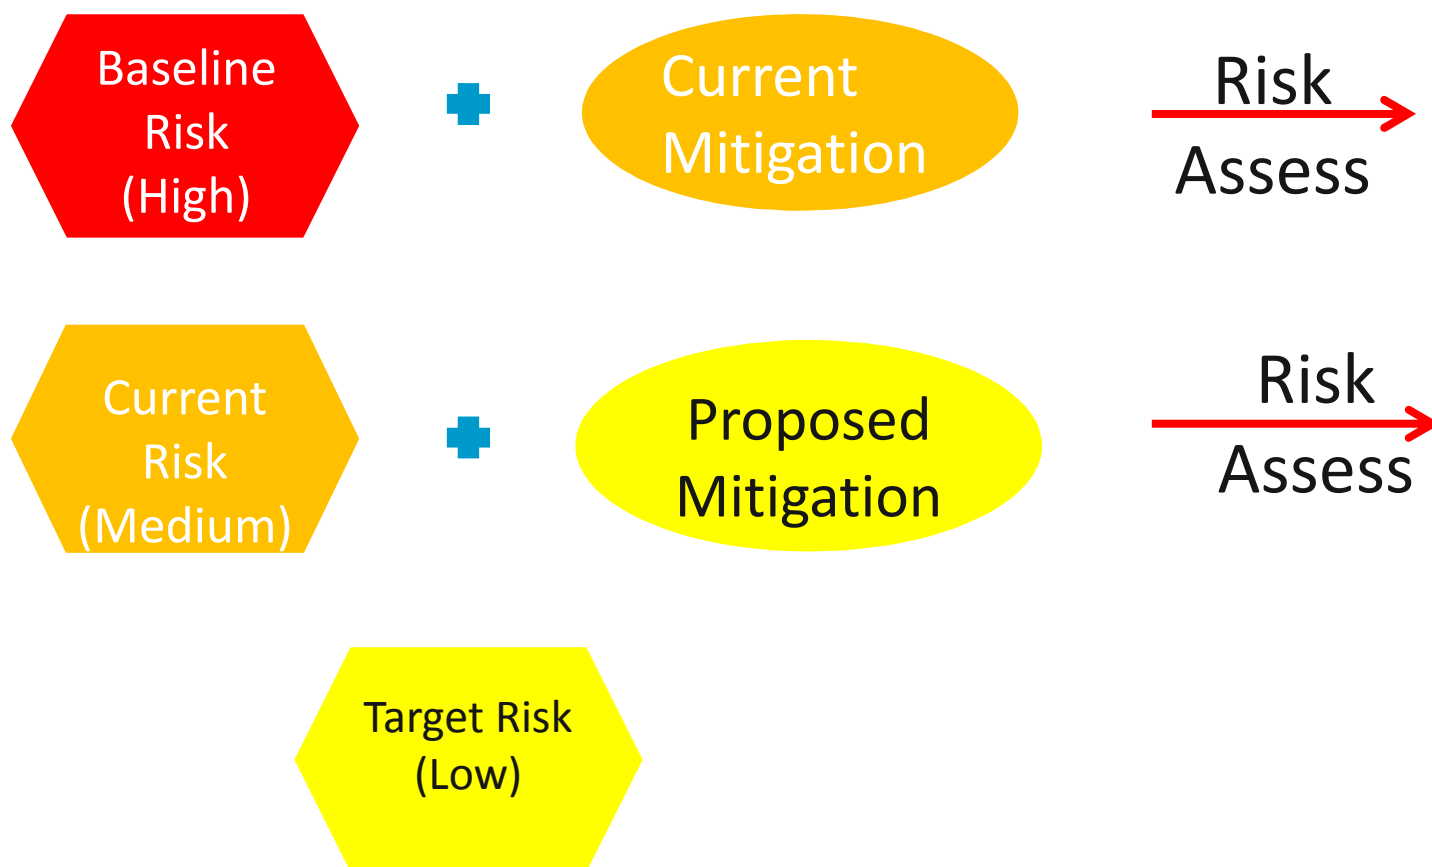 Baseline
Risk
(High)
Current
Mitigation
Risk
Assess
Current
Risk
(Medium)
Proposed
Mitigation
Risk
Assess
Target Risk
(Low)